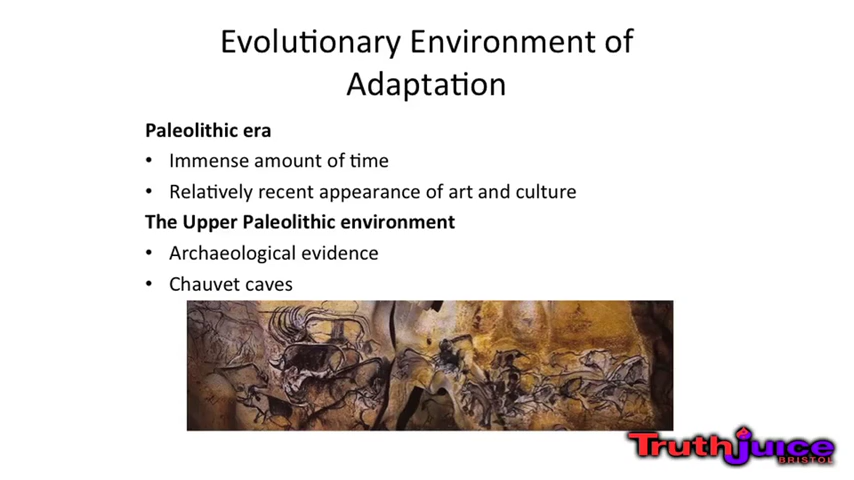 Evolutionary Environment of
Adaptation
Paleolithic era
• Immense amount of time
• Relatively recent appearance of art and culture
The Upper Paleolithic environment
• Archaeological evidence
• Chauvet caves
Truthjuice
BRISTOL